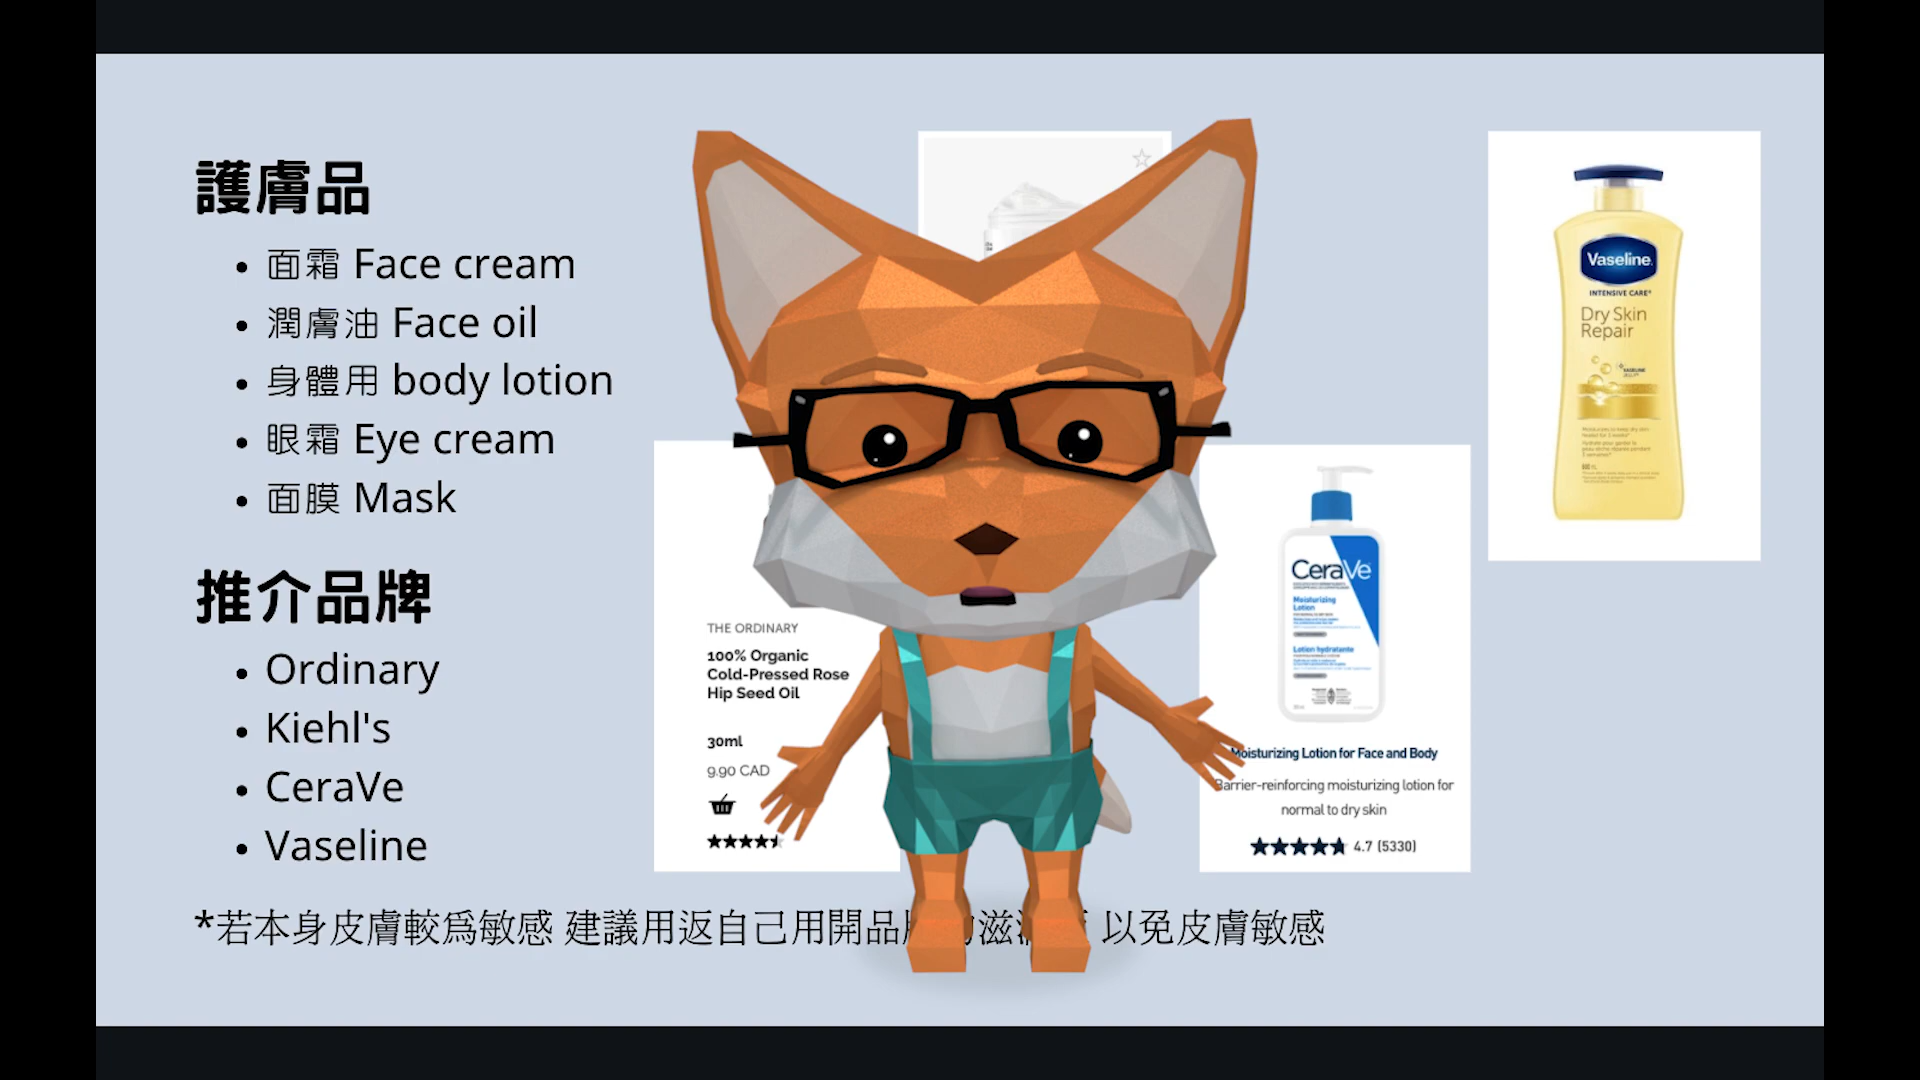 護膚品
• 面霜 Face cream
• 潤膚油 Face oil
• 身體用 body lotion
• 眼霜 Eye cream
• 面膜 Mask
推介品牌
• Ordinary
• Kiehl's
• CeraVe
• Vaseline
*若本身皮膚較爲敏感 建議用返自己用開品 滋 以免皮膚敏感
THE ORDINARY
100% Organic
Cold-Pressed Rose
Hip Seed Oil
30ml
9.90 CAD
CeraVe
Moisturizing
Lotion
Lotion hydratante
Moisturizing Lotion for Face and Body
Barrier-reinforcing moisturizing lotion for
normal to dry skin
4.7 (5330)
Vaseline
INTENSIVE CARE
Dry Skin
Repair